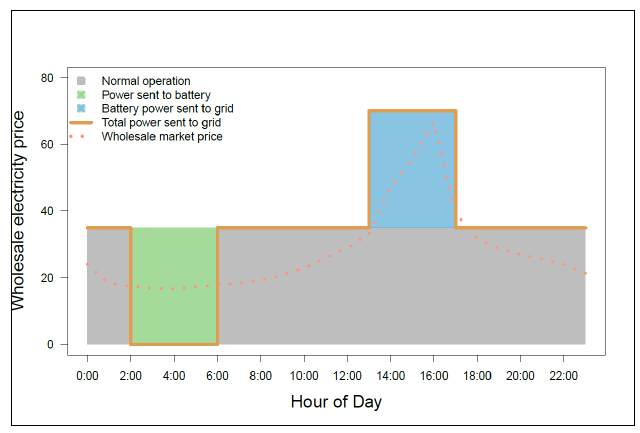 80
60
40
20
0
Wholesale electricity price
Normal operation
Power sent to battery
Battery power sent to grid
Total power sent to grid
Wholesale market price
0:00 2:00 4:00 6:00 8:00 10:00 12:00 14:00 16:00 18:00 20:00 22:00
Hour of Day